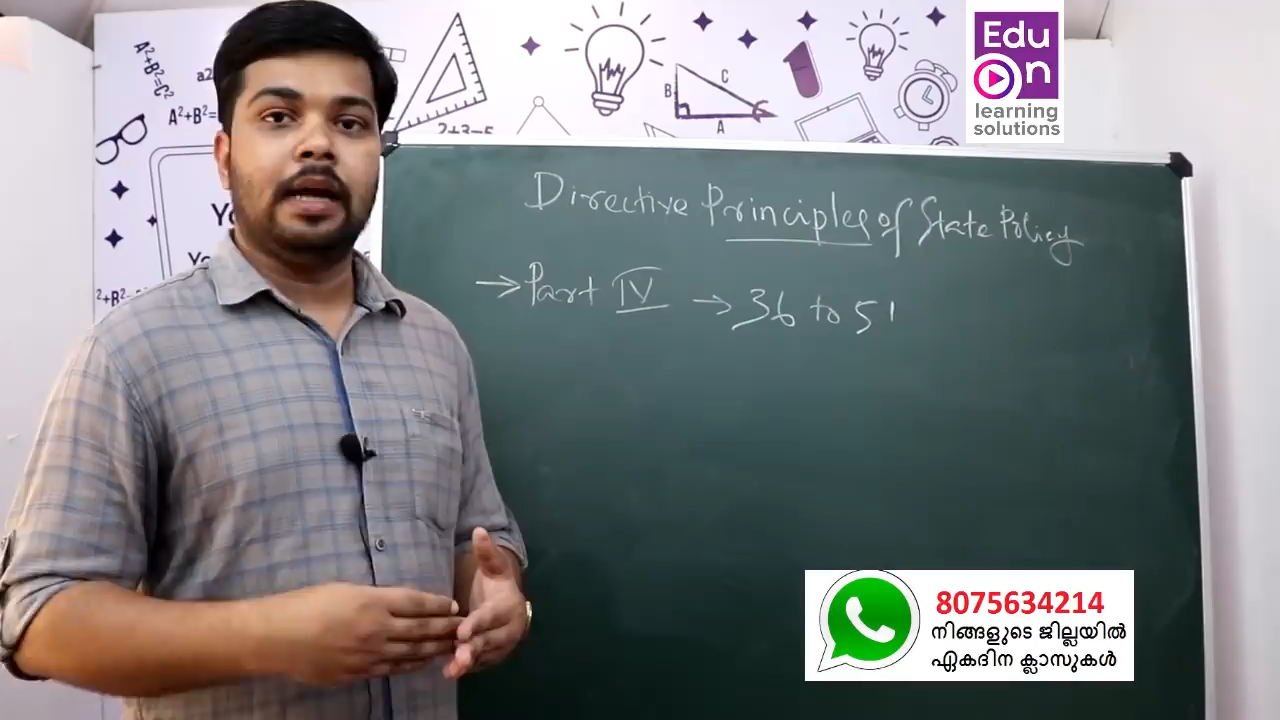 Edu
On
learning
solutions
A²+B²=C²
A²+B²=
2+3=5
B
C
A
Directive Principles of State Policy
→ Part IV → 36 to 51
8075634214
നിങ്ങളുടെ ജില്ലയിൽ
ഏകദിന ക്ലാസുകൾ